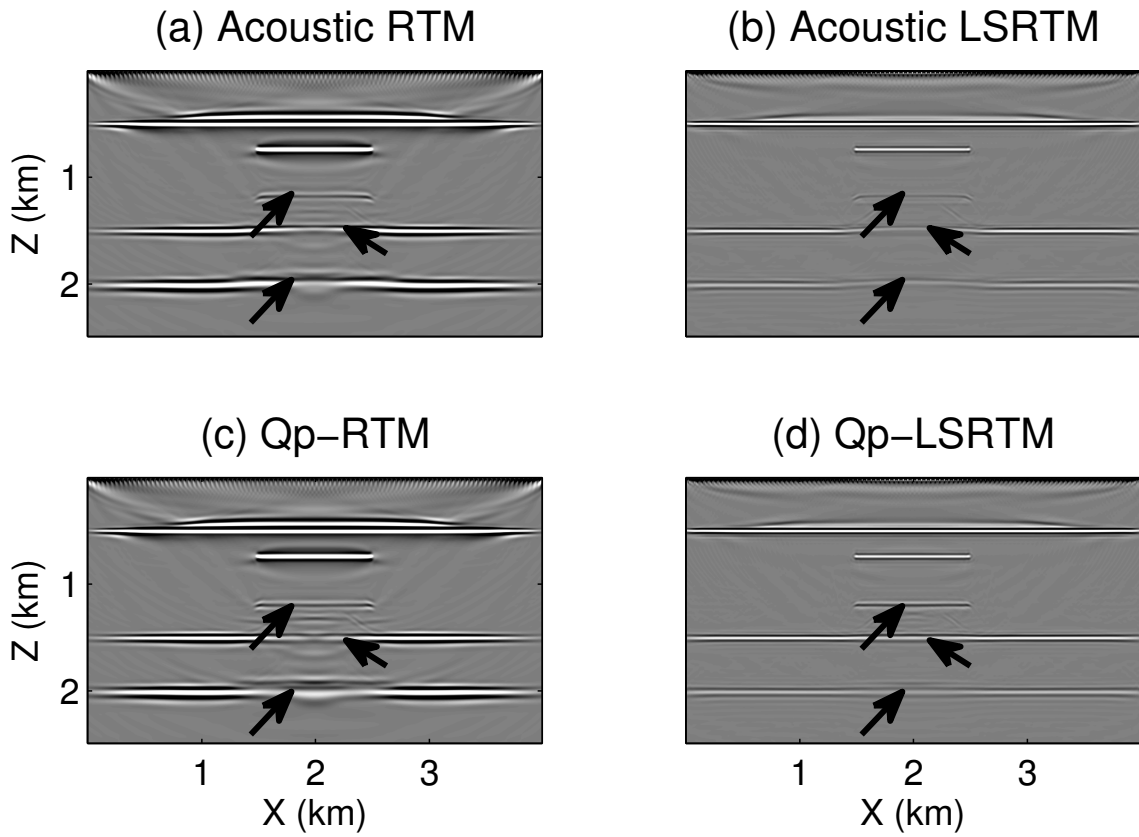 (a) Acoustic RTM
(b) Acoustic LSRTM
Z (km)
1
2
(c) Qp−RTM
(d) Qp−LSRTM
Z (km)
1
2
1 2 3
X (km)
1 2 3
X (km)